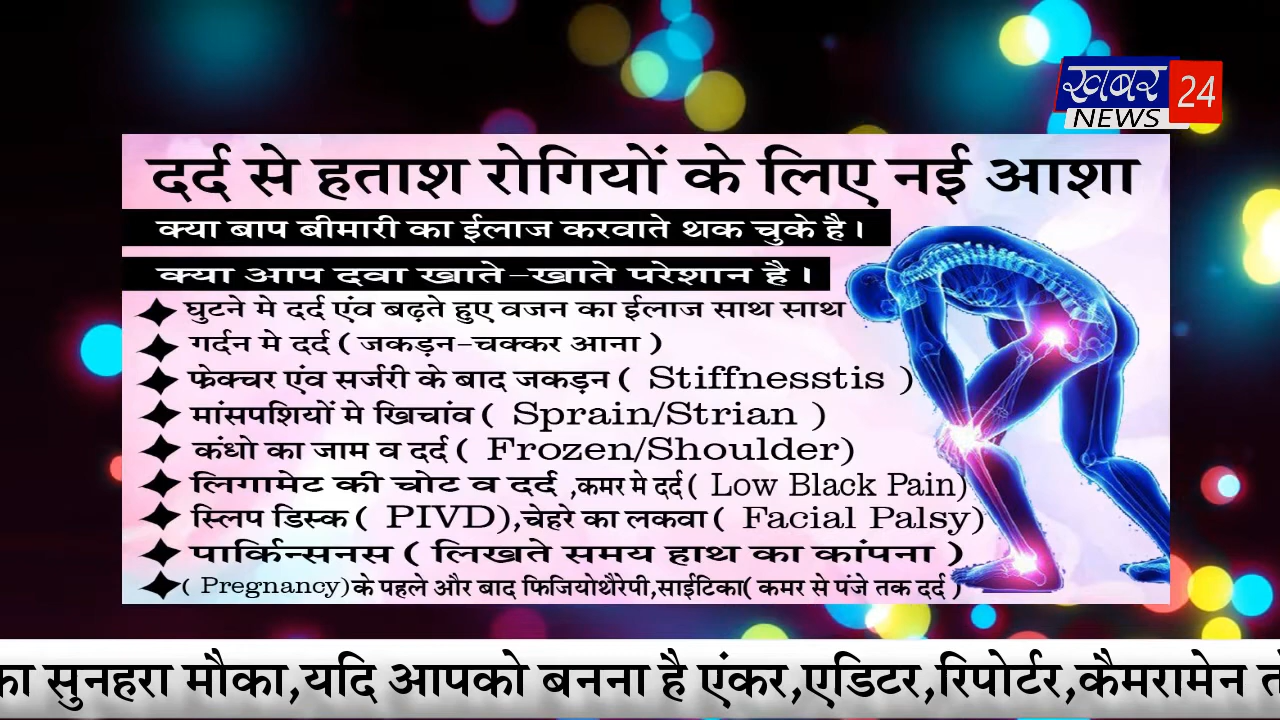 खबर 24
NEWS
दर्द से हताश रोगियों के लिए नई आशा
क्या बाप बीमारी का ईलाज करवाते थक चुके है।
क्या आप दवा खाते-खाते परेशान है।
घुटने मे दर्द एंव बढ़ते हुए वजन का ईलाज साथ साथ
गर्दन मे दर्द ( जकड़न-चक्कर आना )
फ्रेक्चर एंव सर्जरी के बाद जकड़न ( Stiffnesstis )
मांसपशियों मे खिचांव ( Sprain/Strian )
कंधो का जाम व दर्द ( Frozen/Shoulder)
लिगामेट की चोट व दर्द ,कमर मे दर्द ( Low Black Pain)
स्लिप डिस्क ( PIVD),चेहरे का लकवा ( Facial Palsy)
पार्किन्सनस ( लिखते समय हाथ का कांपना )
( Pregnancy)के पहले और बाद फिजियोथैरेपी,साईटिका( कमर से पंजे तक दर्द )
का सुनहरा मौका,यदि आपको बनना है एंकर,एडिटर,रिपोर्टर,कैमरामेन